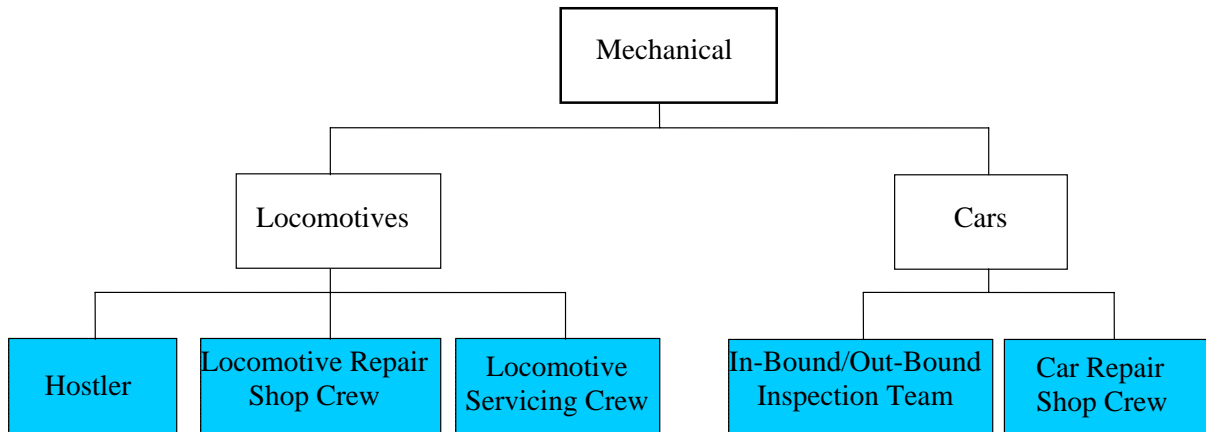 Mechanical
Locomotives
Cars
Hostler
Locomotive Repair
Shop Crew
Locomotive
Servicing Crew
In-Bound/Out-Bound
Inspection Team
Car Repair
Shop Crew